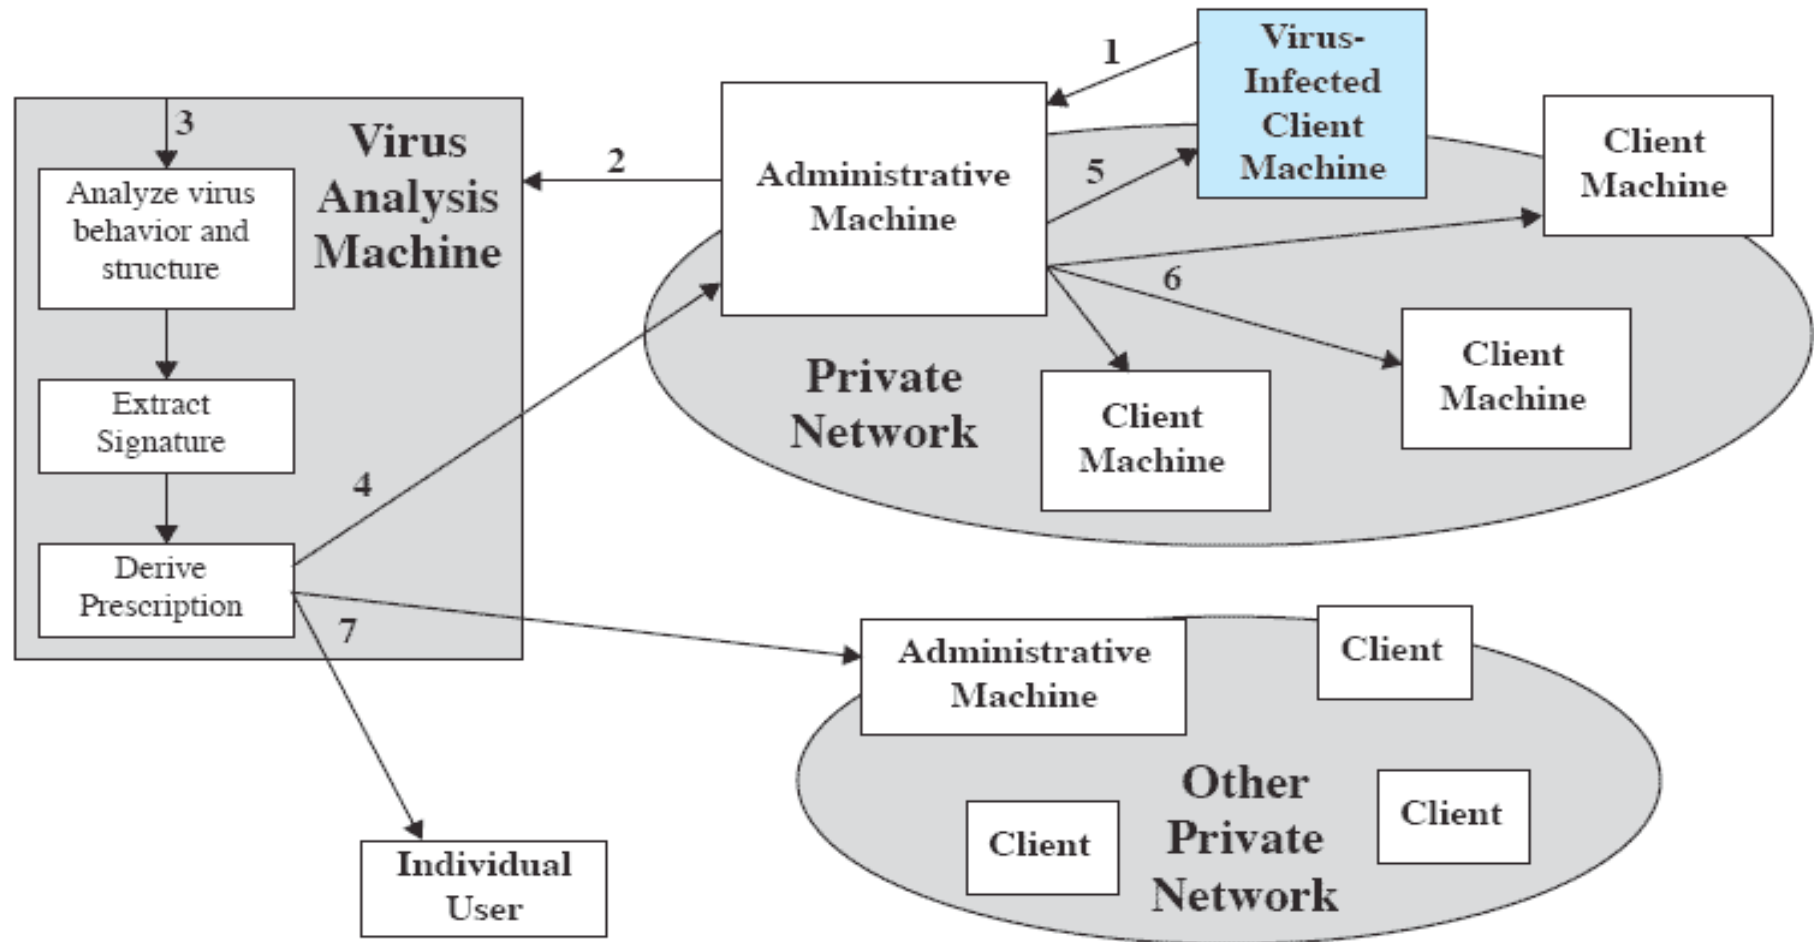 1
Virus-
Infected
Client
Machine
3
Virus
Analysis
Machine
2
Administrative
Machine
5
Client
Machine
Analyze virus
behavior and
structure
6
Extract
Signature
Private
Network
Client
Machine
Client
Machine
4
Derive
Prescription
7
Administrative
Machine
Client
Other
Private
Network
Client
Client
Individual
User